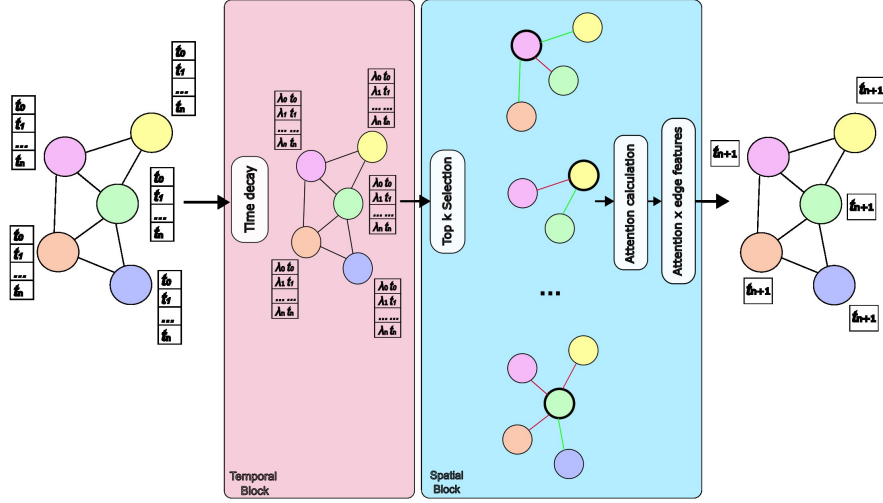 t₀
t₁
....
tₙ
t₀
t₁
....
tₙ
t₀
t₁
....
tₙ
t₀
t₁
....
tₙ
t₀
t₁
....
tₙ
Time decay
λ₀ t₀
λ₁ t₁
... ...
λₙ tₙ
λ₀ t₀
λ₁ t₁
... ...
λₙ tₙ
λ₀ t₀
λ₁ t₁
... ...
λₙ tₙ
λ₀ t₀
λ₁ t₁
... ...
λₙ tₙ
λ₀ t₀
λ₁ t₁
... ...
λₙ tₙ
Temporal
Block
Top k Selection
...
Attention calculation
Attention x edge features
Spatial
Block
tₙ₊₁
tₙ₊₁
tₙ₊₁
tₙ₊₁
tₙ₊₁